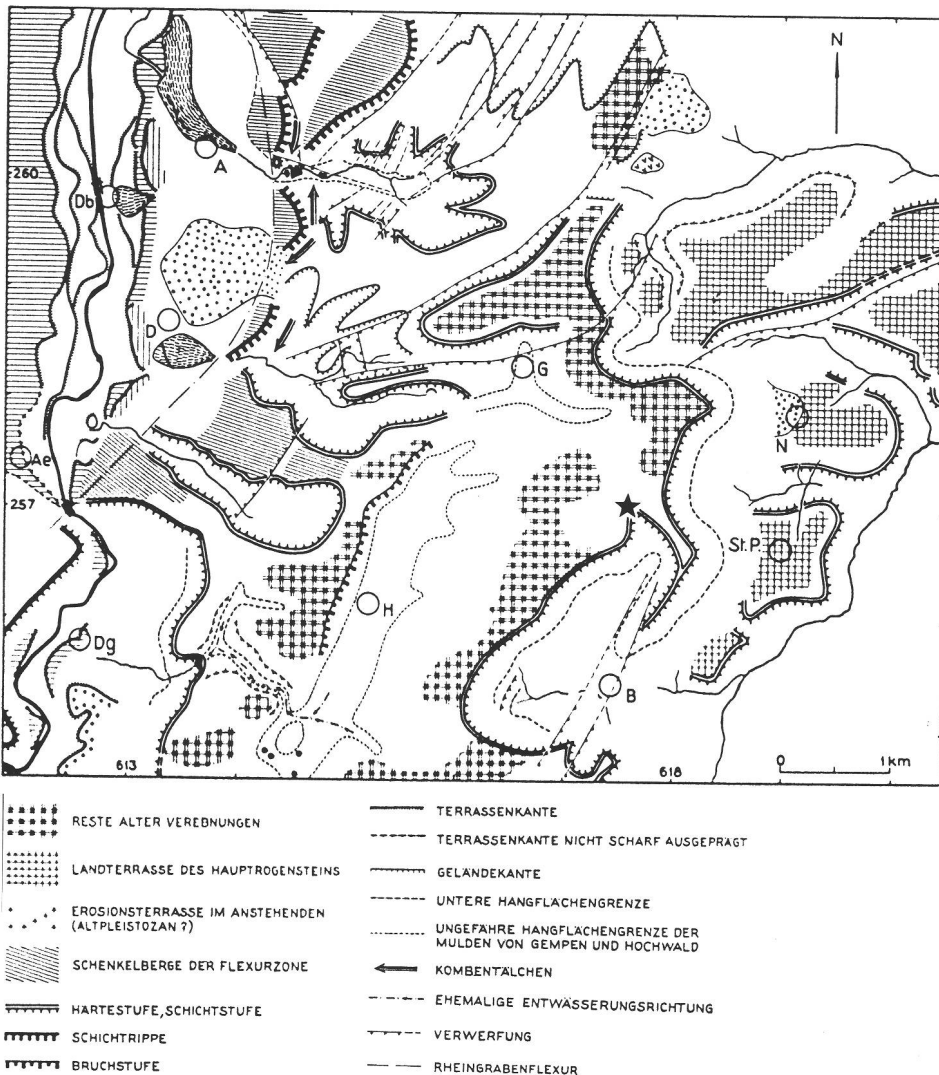 N
A
260
Db
D
G
Ae
N
257
St.P.
H
Dg
B
613
618
0 1 km
RESTE ALTER VEREBNUNGEN
LANDTERRASSE DES HAUPTROGENSTEINS
EROSIONSTERRASSE IM ANSTEHENDEN
(ALTPLEISTOZÄN ?)
SCHENKELBERGE DER FLEXURZONE
HÄRTESTUFE, SCHICHTSTUFE
SCHICHTRIPPE
BRUCHSTUFE
TERRASSENKANTE
TERRASSENKANTE NICHT SCHARF AUSGEPRÄGT
GELÄNDEKANTE
UNTERE HANGFLÄCHENGRENZE
UNGEFÄHRE HANGFLÄCHENGRENZE DER
MULDEN VON GEMPEN UND HOCHWALD
KOMBENTÄLCHEN
EHEMALIGE ENTWÄSSERUNGSRICHTUNG
VERWERFUNG
RHEINGRABENFLEXUR